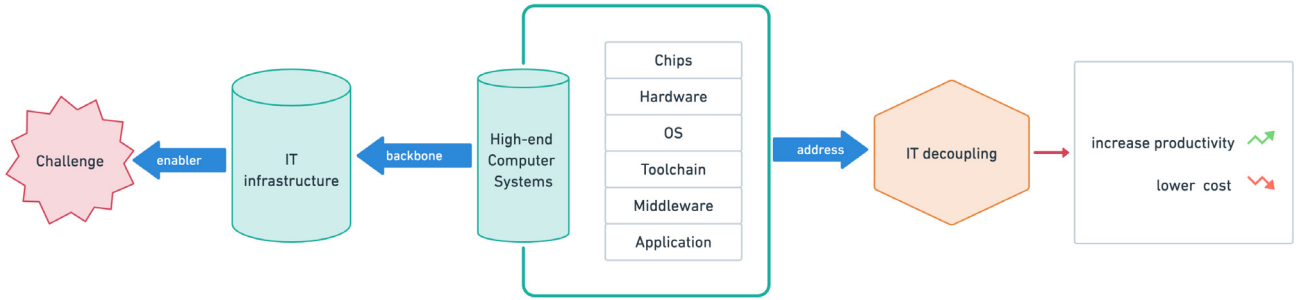 Challenge
enabler
IT
infrastructure
backbone
High-end
Computer
Systems
Chips
Hardware
OS
Toolchain
Middleware
Application
address
IT decoupling
increase productivity
lower cost